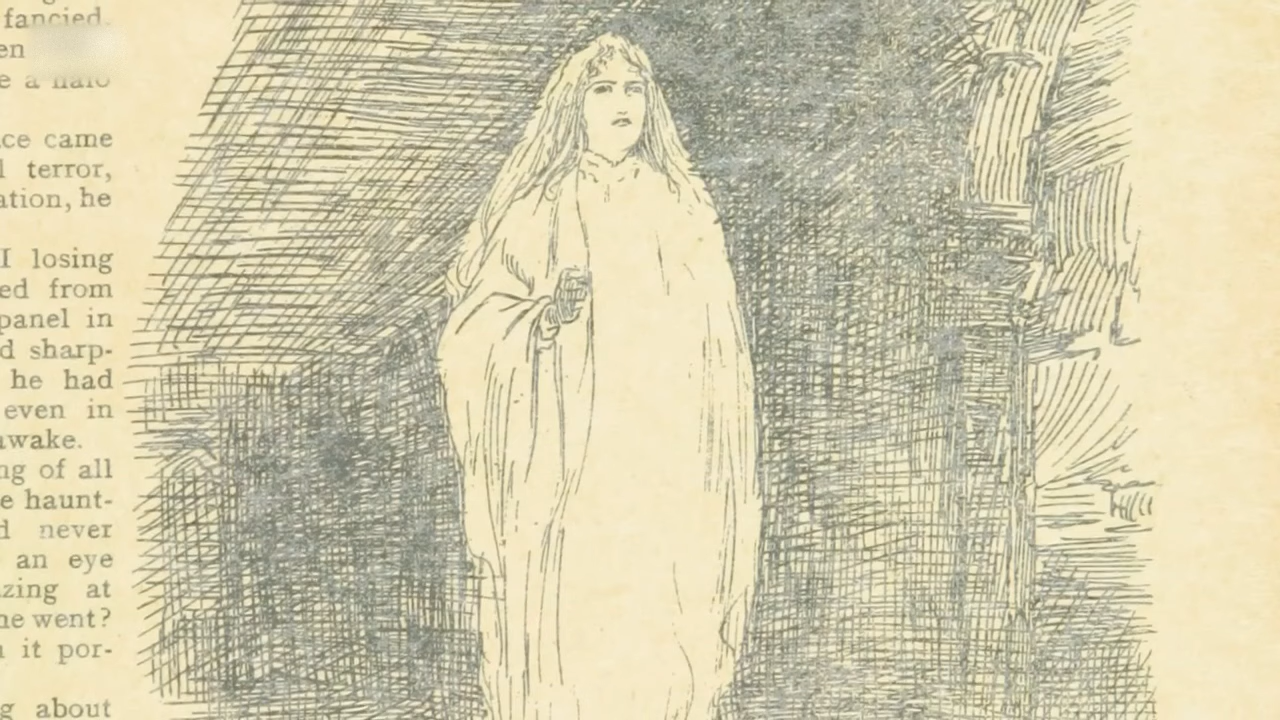 fancied.
en
e a halo
ce came
terror,
ation, he
I losing
ed from
panel in
d sharp-
he had
even in
awake.
ng of all
e haunt-
d never
an eye
zing at
he went?
it por-
g about